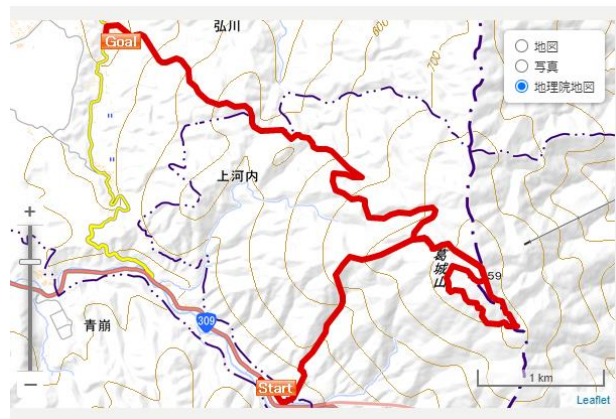 弘川
Goal
600
700
地図
写真
地理院地図
上河内
葛城山
59
309
青崩
Start
1 km
Leaflet